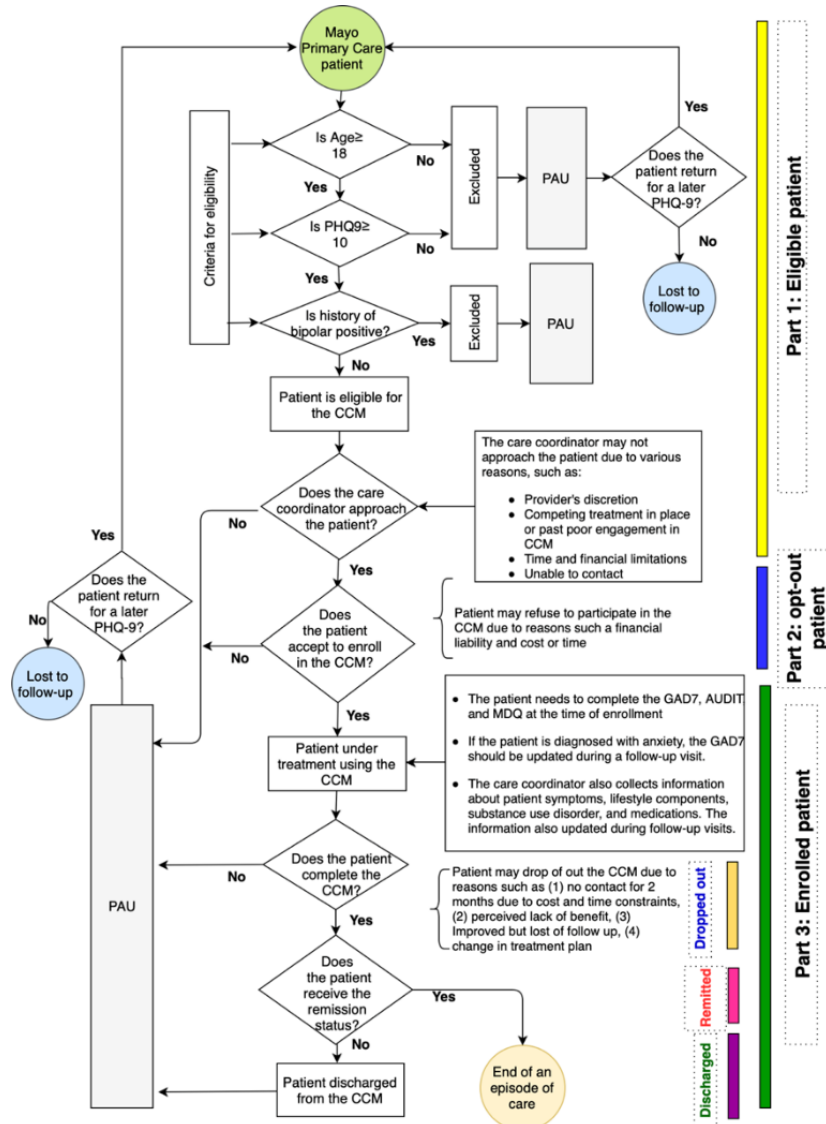 Mayo
Primary Care
patient
Is Age≥
18
No
Yes
Is PHQ9≥
10
No
Yes
Is history of
bipolar positive?
Yes
No
Criteria for eligibility
Excluded
PAU
Does the
patient return
for a later
PHQ-9?
Yes
No
Lost to
follow-up
Excluded
PAU
Patient is eligible for
the CCM
Does the care
coordinator approach
the patient?
No
Yes
The care coordinator may not
approach the patient due to various
reasons, such as:
• Provider's discretion
• Competing treatment in place
or past poor engagement in
CCM
• Time and financial limitations
• Unable to contact
Does
the patient
accept to enroll
in the CCM?
No
Yes
Patient may refuse to participate in the
CCM due to reasons such a financial
liability and cost or time
Yes
Does the
patient return
for a later
PHQ-9?
No
Lost to
follow-up
PAU
Patient under
treatment using the
CCM
• The patient needs to complete the GAD7, AUDIT,
and MDQ at the time of enrollment
• If the patient is diagnosed with anxiety, the GAD7
should be updated during a follow-up visit.
• The care coordinator also collects information
about patient symptoms, lifestyle components,
substance use disorder, and medications. The
information also updated during follow-up visits.
Does the patient
complete the
CCM?
No
Yes
Patient may drop of out the CCM due to
reasons such as (1) no contact for 2
months due to cost and time constraints,
(2) perceived lack of benefit, (3)
Improved but lost of follow up, (4)
change in treatment plan
Does
the patient
receive the
remission
status?
Yes
No
Patient discharged
from the CCM
End of an
episode of
care
Part 1: Eligible patient
Part 2: opt-out
patient
Part 3: Enrolled patient
Dropped out
Remitted
Discharged